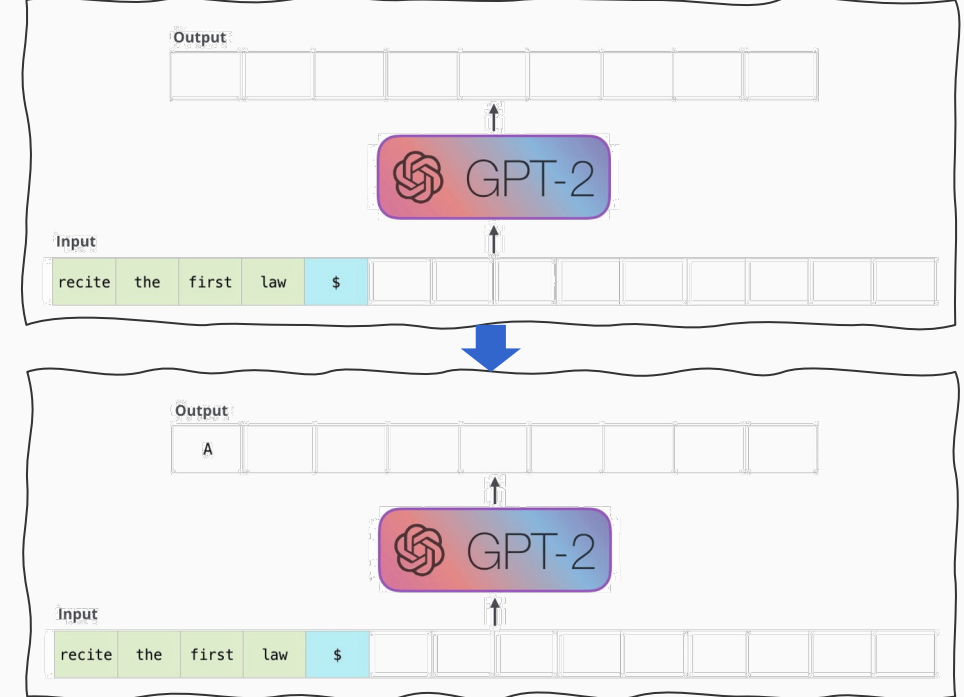 Output
GPT-2
Input
recite the first law $
Output
A
GPT-2
Input
recite the first law $